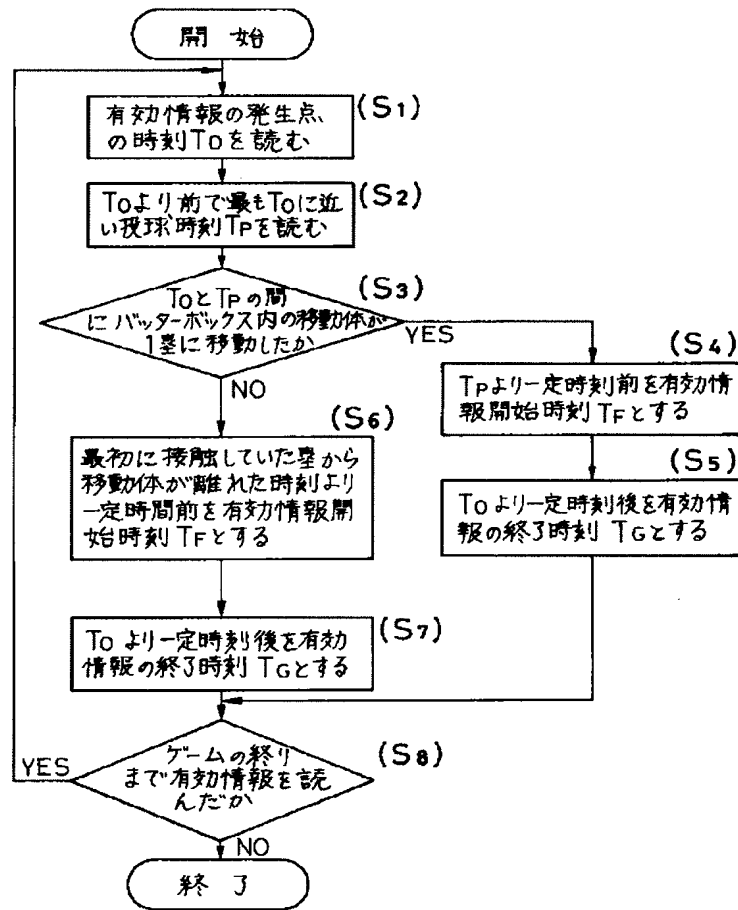 開始
(S1)
有効情報の発生点、
の時刻TOを読む
(S2)
TOより前で最もTOに近
い投球時刻TPを読む
(S3)
TOとTPの間
にバッターボックス内の移動体が
1塁に移動したか
YES
NO
(S4)
TPより一定時刻前を有効情
報開始時刻TFとする
(S5)
TOより一定時刻後を有効情
報の終了時刻TGとする
(S6)
最初に接触していた塁から
移動体が離れた時刻より
一定時間前を有効情報開
始時刻TFとする
(S7)
TOより一定時刻後を有効
情報の終了時刻TGとする
(S8)
ゲームの終り
まで有効情報を読
んだか
YES
NO
終了